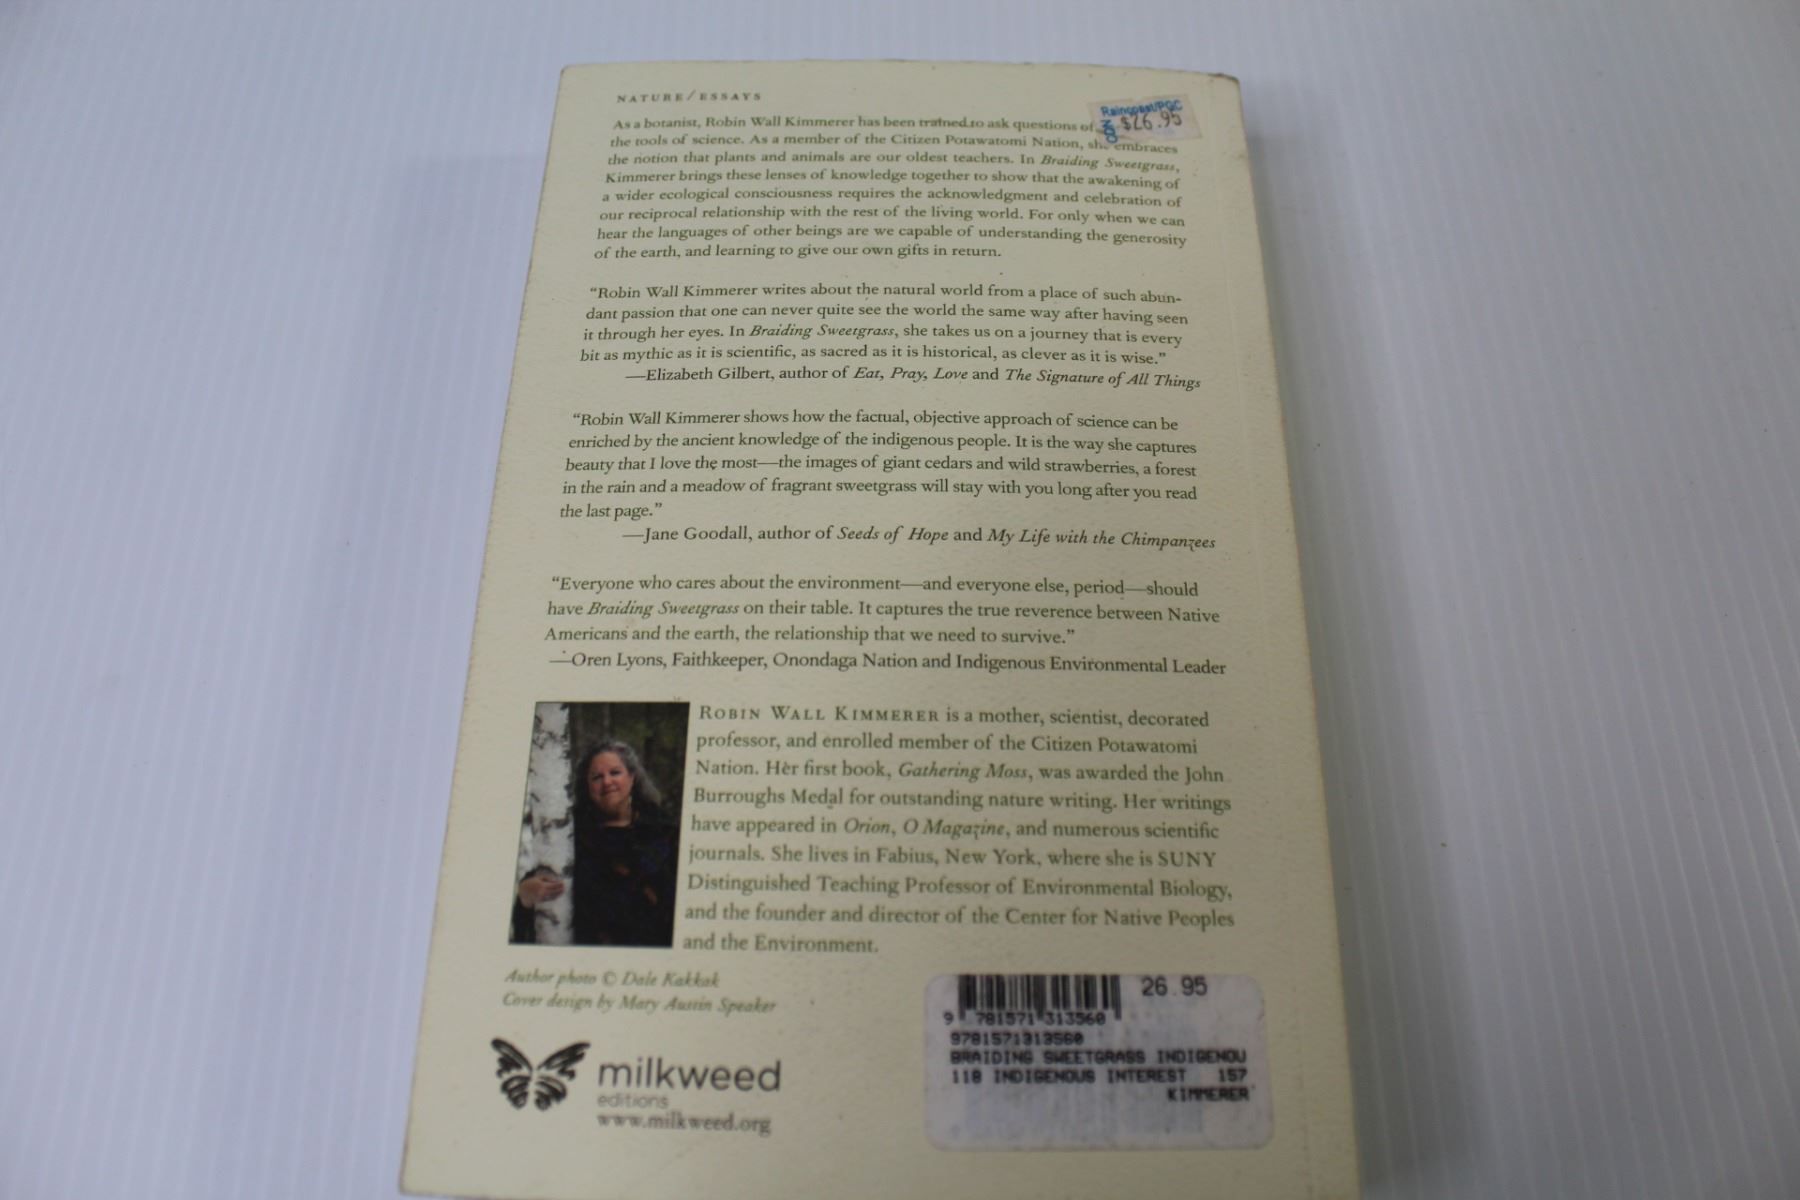 NATURE/ESSAYS
RaincoastUPGC
$26.95
As a botanist, Robin Wall Kimmerer has been trained to ask questions of
the tools of science. As a member of the Citizen Potawatomi Nation, she embraces
the notion that plants and animals are our oldest teachers. In Braiding Sweetgrass,
Kimmerer brings these lenses of knowledge together to show that the awakening of
a wider ecological consciousness requires the acknowledgment and celebration of
our reciprocal relationship with the rest of the living world. For only when we can
hear the languages of other beings are we capable of understanding the generosity
of the earth, and learning to give our own gifts in return.
“Robin Wall Kimmerer writes about the natural world from a place of such abun-
dant passion that one can never quite see the world the same way after having seen
it through her eyes. In Braiding Sweetgrass, she takes us on a journey that is every
bit as mythic as it is scientific, as sacred as it is historical, as clever as it is wise.”
—Elizabeth Gilbert, author of Eat, Pray, Love and The Signature of All Things
“Robin Wall Kimmerer shows how the factual, objective approach of science can be
enriched by the ancient knowledge of the indigenous people. It is the way she captures
beauty that I love the most—the images of giant cedars and wild strawberries, a forest
in the rain and a meadow of fragrant sweetgrass will stay with you long after you read
the last page.”
—Jane Goodall, author of Seeds of Hope and My Life with the Chimpanzees
“Everyone who cares about the environment—and everyone else, period—should
have Braiding Sweetgrass on their table. It captures the true reverence between Native
Americans and the earth, the relationship that we need to survive.”
—Oren Lyons, Faithkeeper, Onondaga Nation and Indigenous Environmental Leader
ROBIN WALL KIMMERER is a mother, scientist, decorated
professor, and enrolled member of the Citizen Potawatomi
Nation. Her first book, Gathering Moss, was awarded the John
Burroughs Medal for outstanding nature writing. Her writings
have appeared in Orion, O Magazine, and numerous scientific
journals. She lives in Fabius, New York, where she is SUNY
Distinguished Teaching Professor of Environmental Biology,
and the founder and director of the Center for Native Peoples
and the Environment.
Author photo © Dale Kakkak
Cover design by Mary Austin Speaker
milkweed
editions
www.milkweed.org
26.95
9 781571 313560
9781571313560
BRAIDING SWEETGRASS INDIGENOU
118 INDIGENOUS INTEREST 157
KIMMERER